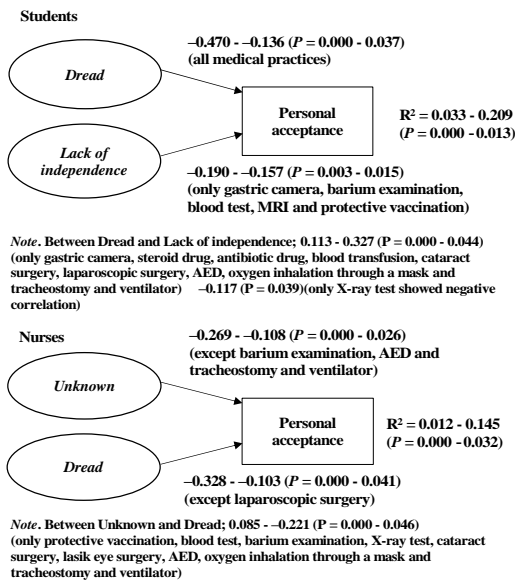 Students
−0.470 - −0.136 (P = 0.000 - 0.037)
(all medical practices)
Dread
Personal
acceptance
R² = 0.033 - 0.209
(P = 0.000 -0.013)
Lack of
independence
−0.190 - −0.157 (P = 0.003 - 0.015)
(only gastric camera, barium examination,
blood test, MRI and protective vaccination)
Note. Between Dread and Lack of independence; 0.113 - 0.327 (P = 0.000 - 0.044)
(only gastric camera, steroid drug, antibiotic drug, blood transfusion, cataract
surgery, laparoscopic surgery, AED, oxygen inhalation through a mask and
tracheostomy and ventilator) −0.117 (P = 0.039)(only X-ray test showed negative
correlation)
Nurses
−0.269 - −0.108 (P = 0.000 - 0.026)
(except barium examination, AED and
tracheostomy and ventilator)
Unknown
Personal
acceptance
R² = 0.012 - 0.145
(P = 0.000 - 0.032)
Dread
−0.328 - −0.103 (P = 0.000 - 0.041)
(except laparoscopic surgery)
Note. Between Unknown and Dread; 0.085 - −0.221 (P = 0.000 - 0.046)
(only protective vaccination, blood test, barium examination, X-ray test, cataract
surgery, lasik eye surgery, AED, oxygen inhalation through a mask and
tracheostomy and ventilator)